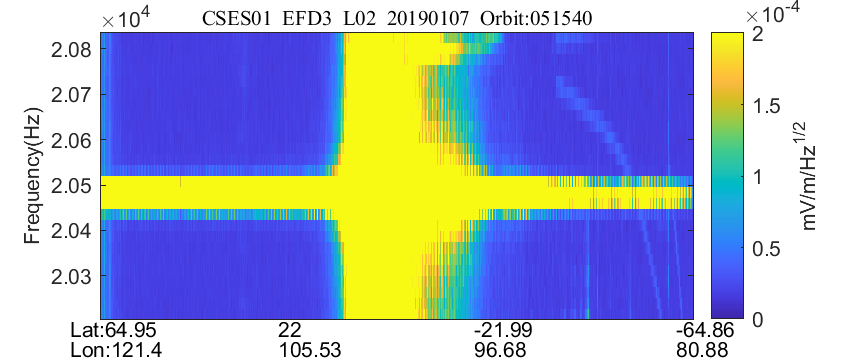 ×10⁴ CSES01 EFD3 L02 20190107 Orbit:051540 ×10⁻⁴
2.08
2.07
2.06
2.05
2.04
2.03
Frequency(Hz)
2
1.5
1
0.5
0
mV/m/Hz^1/2
Lat:64.95 22 -21.99 -64.86
Lon:121.4 105.53 96.68 80.88